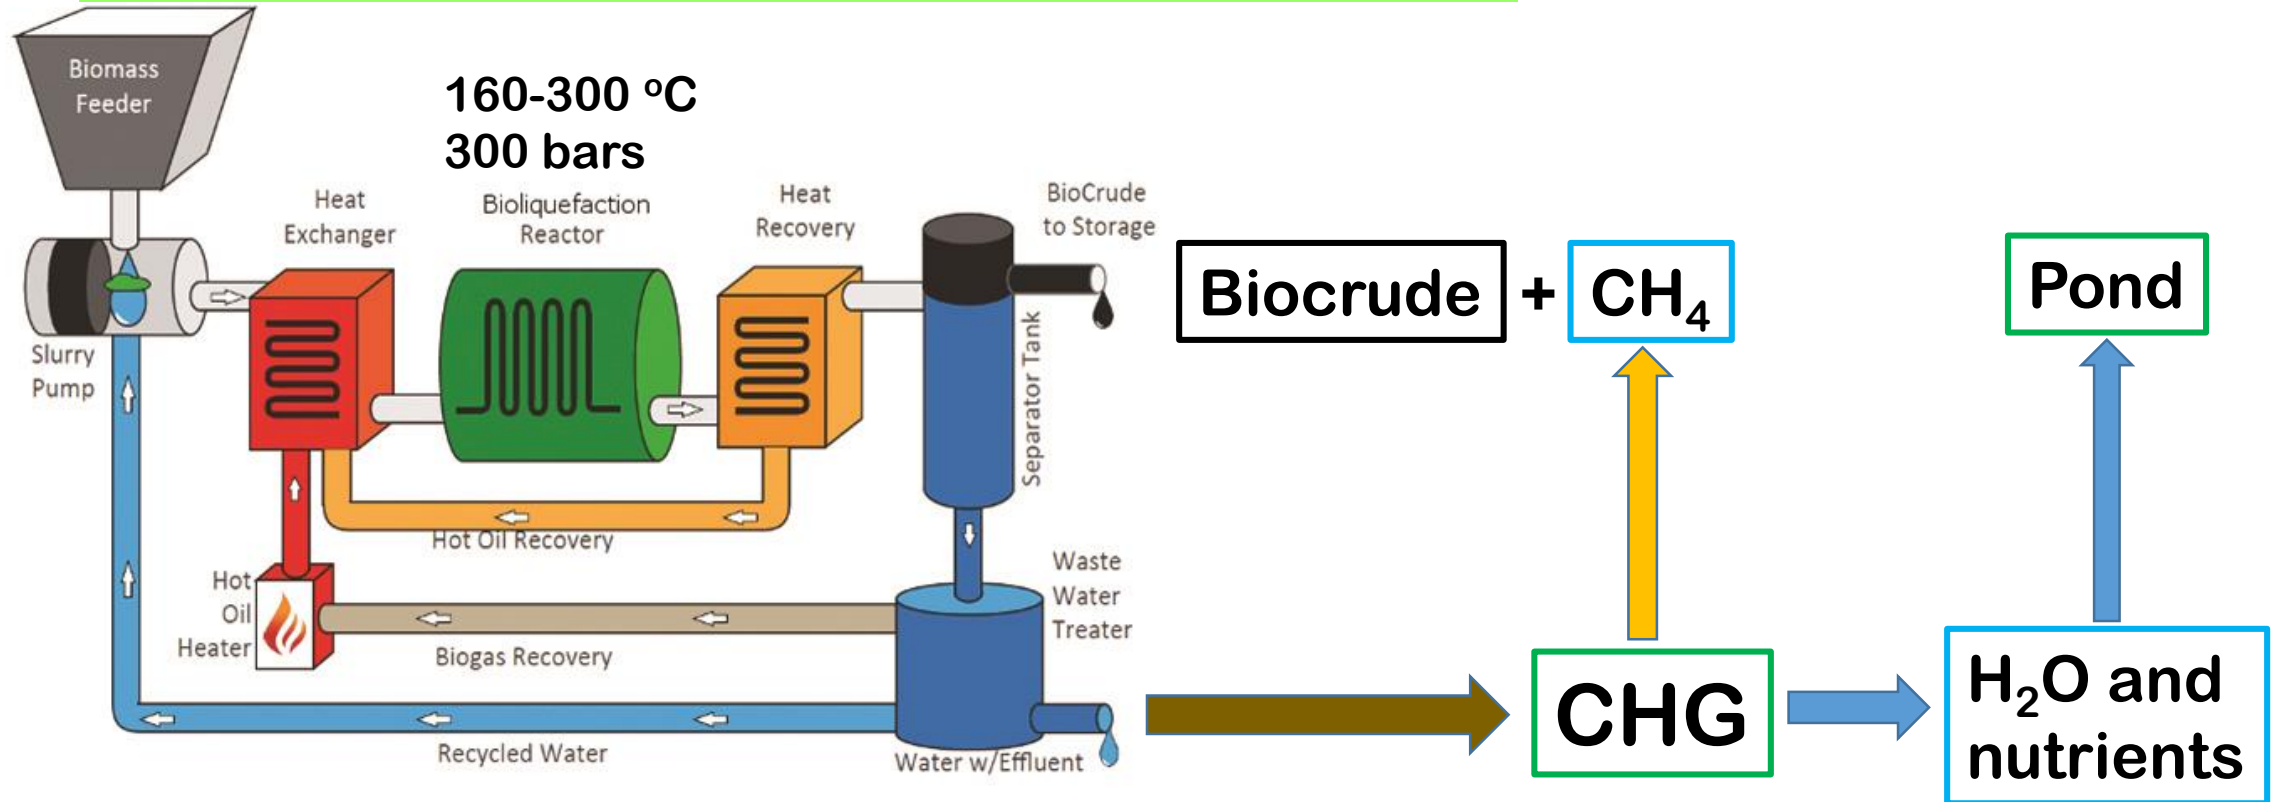 Biomass
Feeder
160-300 ºC
300 bars
Heat
Exchanger
Bioliquefaction
Reactor
Heat
Recovery
BioCrude
to Storage
Biocrude + CH₄
Pond
Slurry
Pump
Separator Tank
Hot Oil Recovery
Hot
Oil
Heater
Biogas Recovery
Waste
Water
Treater
Recycled Water
Water w/Effluent
CHG
H₂O and
nutrients